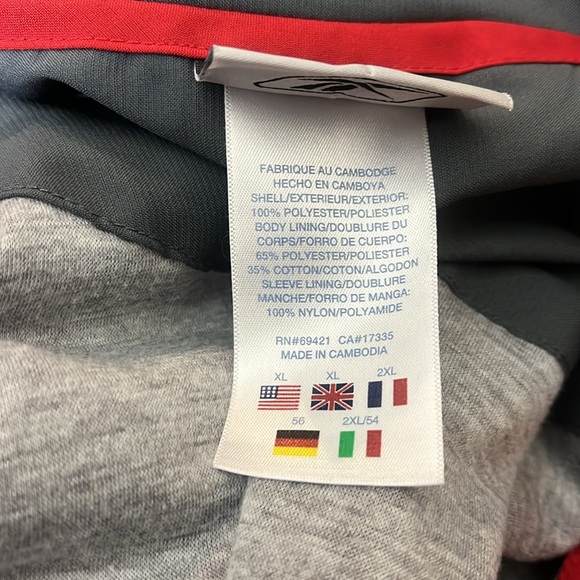 FABRIQUE AU CAMBODGE
HECHO EN CAMBOYA
SHELL/EXTERIEUR/EXTERIOR:
100% POLYESTER/POLIESTER
BODY LINING/DOUBLURE DU
CORPS/FORRO DE CUERPO:
65% POLYESTER/POLIESTER
35% COTTON/COTON/ALGODON
SLEEVE LINING/DOUBLURE
MANCHE/FORRO DE MANGA:
100% NYLON/POLYAMIDE
RN#69421 CA#17335
MADE IN CAMBODIA
XL XL 2XL
56 2XL/54